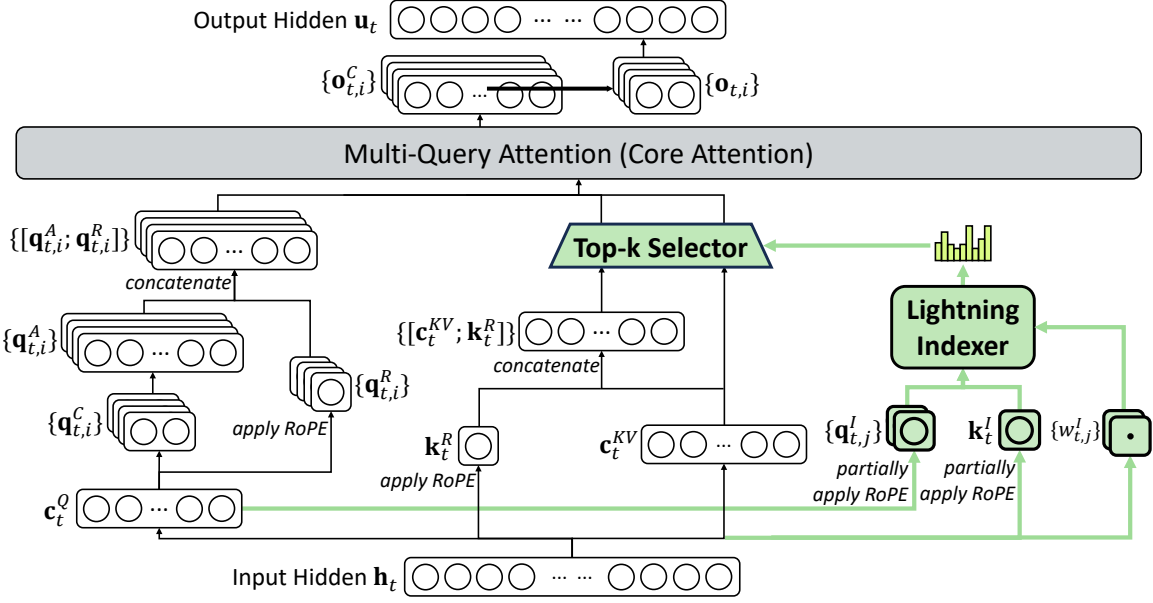 Output Hidden 𝐮_t
{𝐨^C_{t,i}}
{𝐨_{t,i}}
Multi-Query Attention (Core Attention)
{[𝐪^A_{t,i}; 𝐪^R_{t,i}]}
concatenate
Top-k Selector
{𝐪^A_{t,i}}
{[𝐜^{KV}_t; 𝐤^R_t]}
concatenate
Lightning
Indexer
{𝐪^R_{t,i}}
{𝐪^C_{t,i}}
apply RoPE
𝐤^R_t
apply RoPE
𝐜^{KV}_t
{𝐪^I_{t,j}}
partially
apply RoPE
𝐤^I_t
partially
apply RoPE
{w^I_{t,j}}
𝐜^Q_t
Input Hidden 𝐡_t